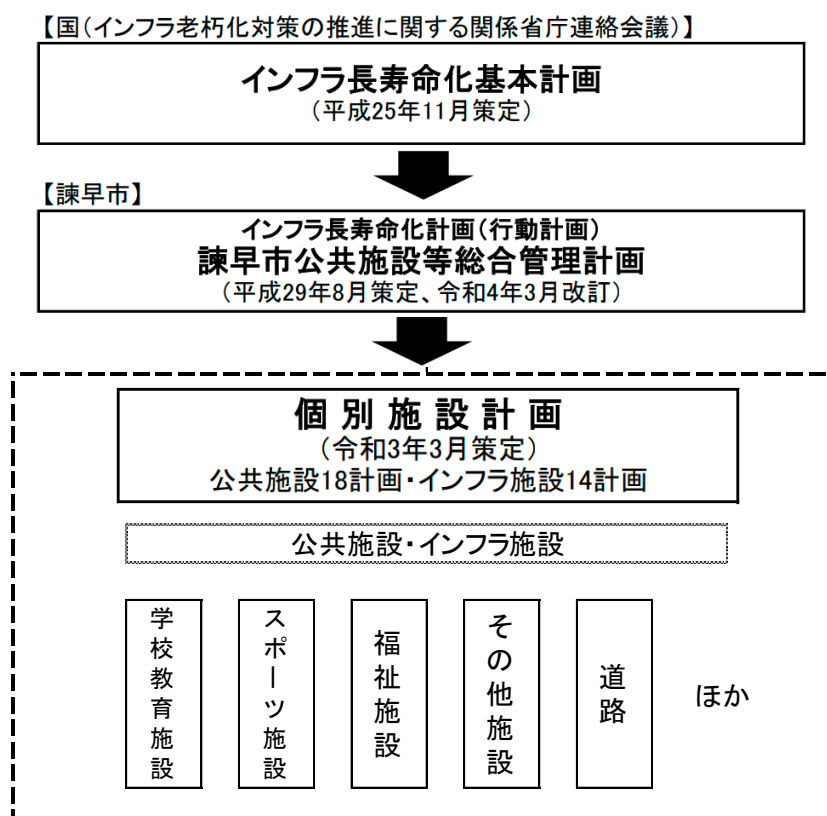 【国（インフラ老朽化対策の推進に関する関係省庁連絡会議）】
インフラ長寿命化基本計画
（平成25年11月策定）
【諫早市】
インフラ長寿命化計画（行動計画）
諫早市公共施設等総合管理計画
（平成29年8月策定、令和4年3月改訂）
個別施設計画
（令和3年3月策定）
公共施設18計画・インフラ施設14計画
公共施設・インフラ施設
学校教育施設
スポーツ施設
福祉施設
その他施設
道路
ほか